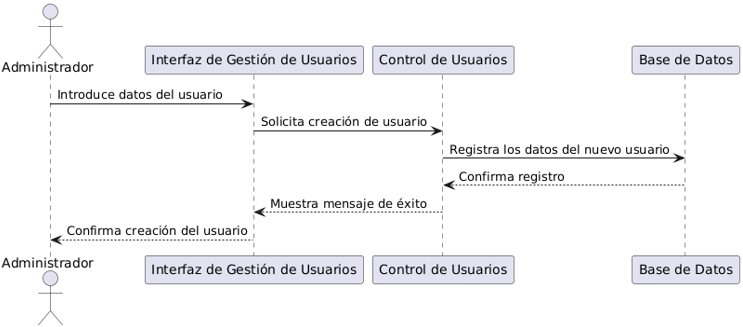 Administrador
Interfaz de Gestión de Usuarios
Control de Usuarios
Base de Datos
Introduce datos del usuario
Solicita creación de usuario
Registra los datos del nuevo usuario
Confirma registro
Muestra mensaje de éxito
Confirma creación del usuario
Administrador
Interfaz de Gestión de Usuarios
Control de Usuarios
Base de Datos